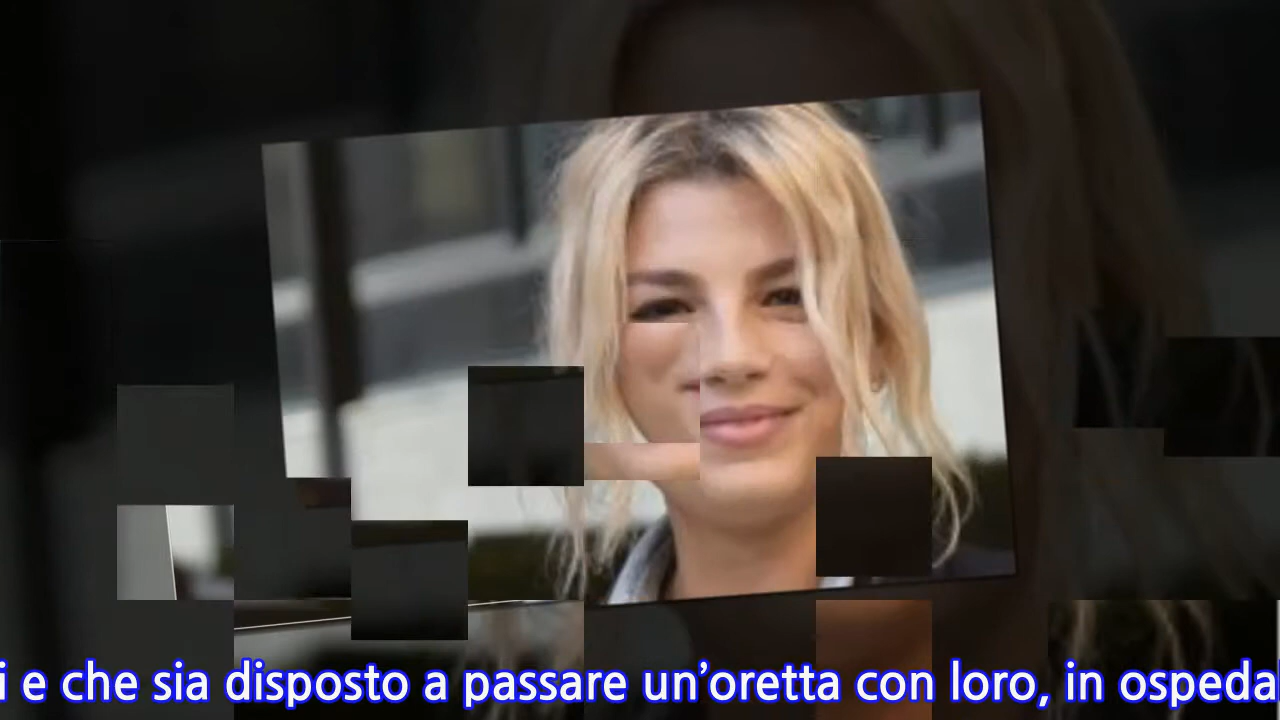 i e che sia disposto a passare un’oretta con loro, in ospeda